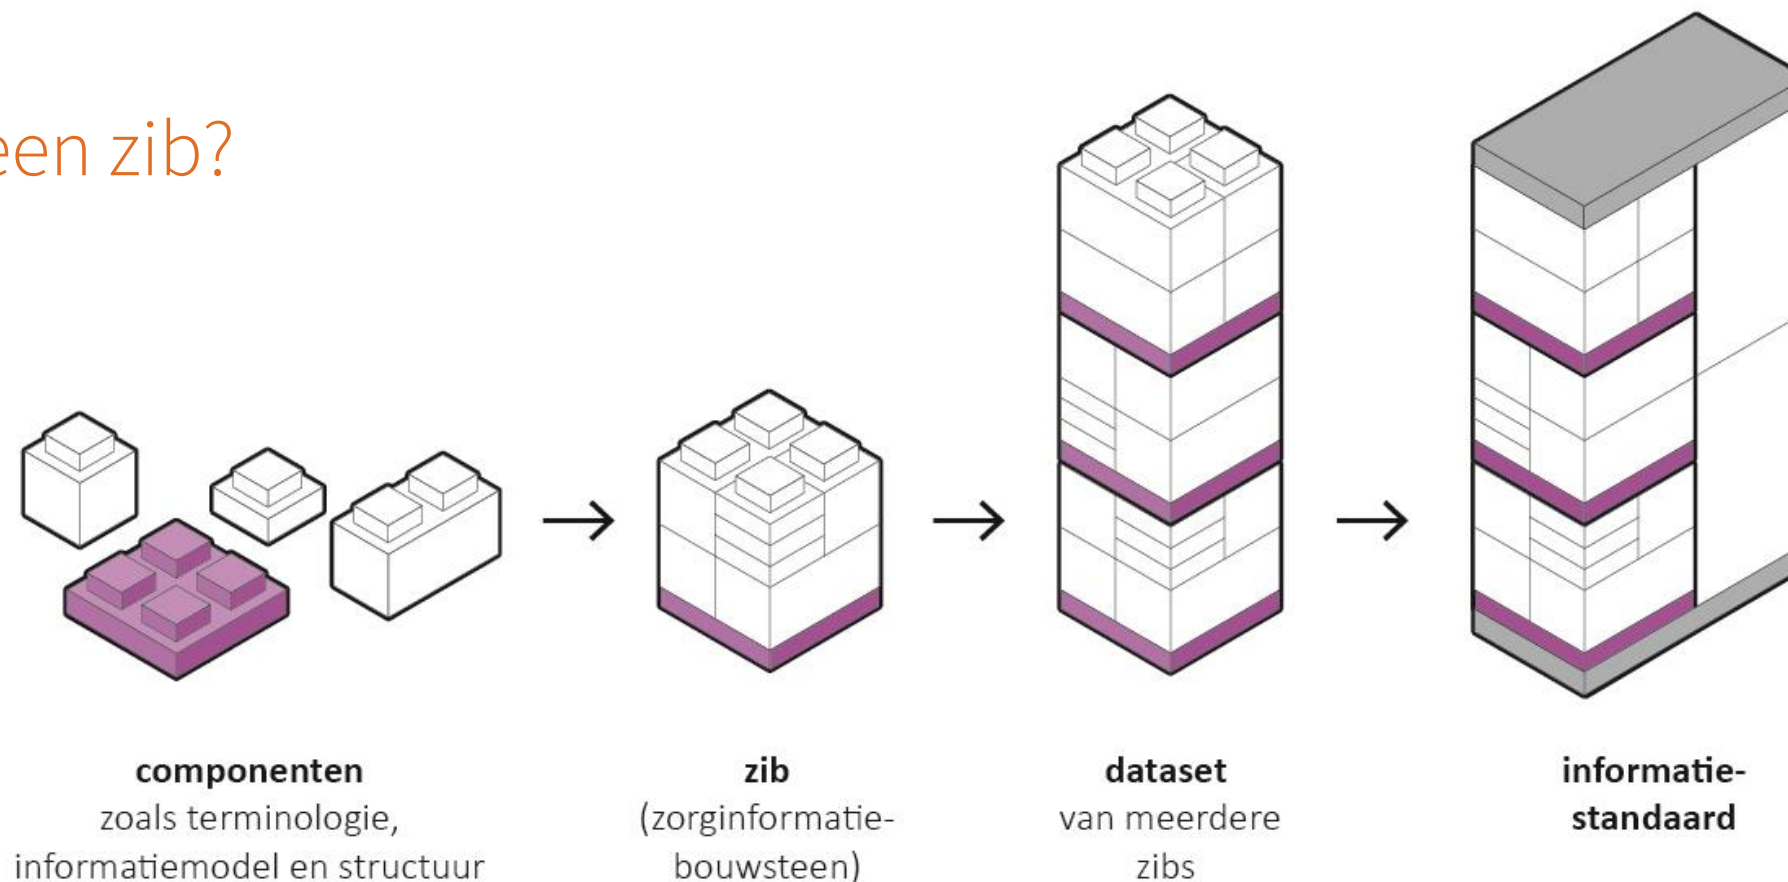 een zib?
componenten
zoals terminologie,
informatiemodel en structuur
zib
(zorginformatie-
bouwsteen)
dataset
van meerdere
zibs
informatie-
standaard